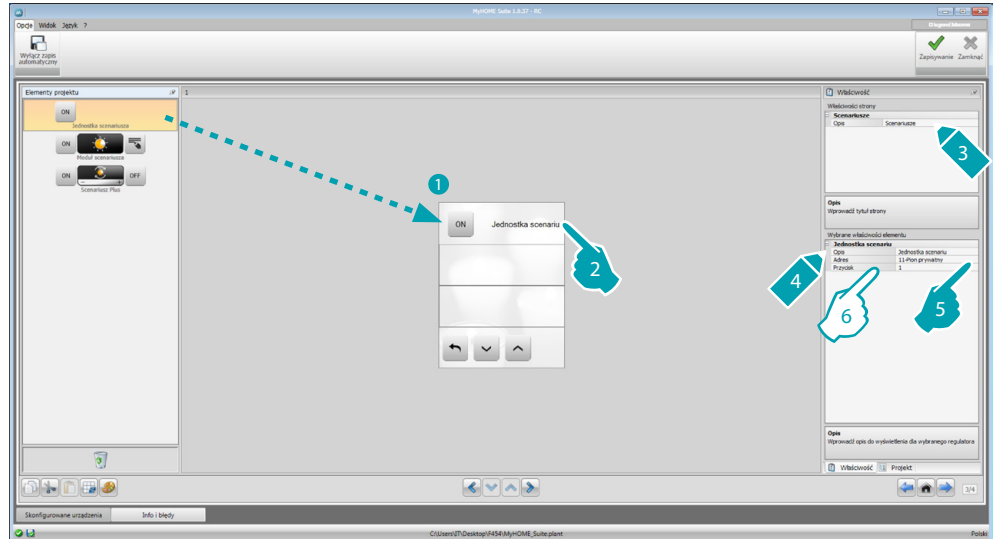 MyHOME Suite 1.0.27 - RC
Opcje Widok Język ?
Wyłącz zapis
automatyczny
Zapisywanie Zamknąć
Elementy projektu
ON
Jednostka scenariusza
ON
Moduł scenariusza
ON - + OFF
Scenariusz Plus
1
1
ON Jednostka scenariu
2
Właściwość
Właściwości strony
Scenariusze
Opis Scenariusze
3
Opis
Wprowadź tytuł strony
Wybrane właściwości elementu
Jednostka scenariu
Opis Jednostka scenariu
Adres 11-Pion prywatny
Przycisk 1
4
5
6
Opis
Wprowadź opis do wyświetlenia dla wybranego regulatora
Właściwość Projekt
3/4
Skonfigurowane urządzenia Info i błędy
C:\Users\IT\Desktop\F454\MyHOME_Suite.plant
Polski